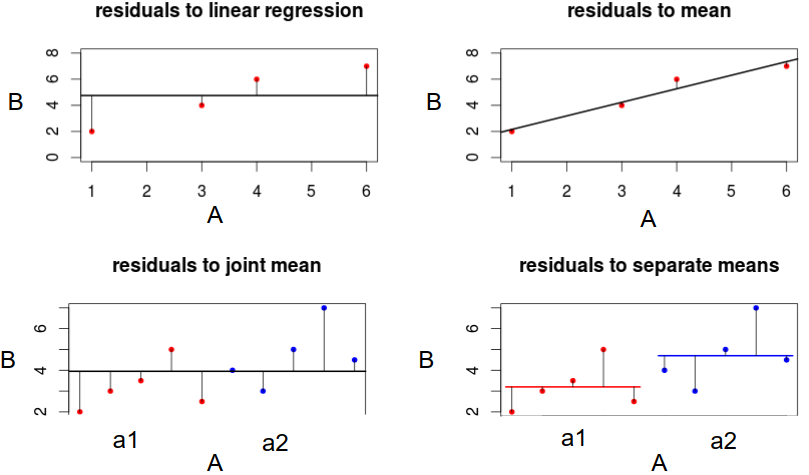 residuals to linear regression
8
6
B
4
2
0
1 2 3 4 5 6
A
residuals to mean
8
6
B
4
2
0
1 2 3 4 5 6
A
residuals to joint mean
6
B
4
2
a1 a2
A
residuals to separate means
6
B
4
2
a1 a2
A